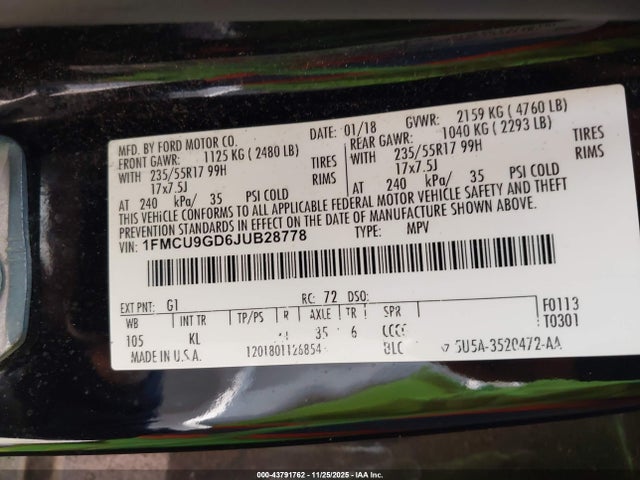 MFD. BY FORD MOTOR CO.
DATE: 01/18
GVWR: 2159 KG ( 4760 LB)
FRONT GAWR: 1125 KG ( 2480 LB)
REAR GAWR: 1040 KG ( 2293 LB)
WITH 235/55R17 99H TIRES
WITH 235/55R17 99H TIRES
17x7.5J RIMS
17x7.5J RIMS
AT 240 kPa/ 35 PSI COLD
AT 240 kPa/ 35 PSI COLD
THIS VEHICLE CONFORMS TO ALL APPLICABLE FEDERAL MOTOR VEHICLE SAFETY AND THEFT
PREVENTION STANDARDS IN EFFECT ON THE DATE OF MANUFACTURE SHOWN ABOVE.
VIN: 1FMCU9GD6JUB28778
TYPE: MPV
EXT PNT: G1 RC: 72 DSO:
F0113
T0301
WB INT TR TP/PS R AXLE TR SPR
105 KL 35 6
MADE IN U.S.A. 1201801126854 5U5A-3520472-AA
000-43791762 - 11/25/2025 - IAA Inc.